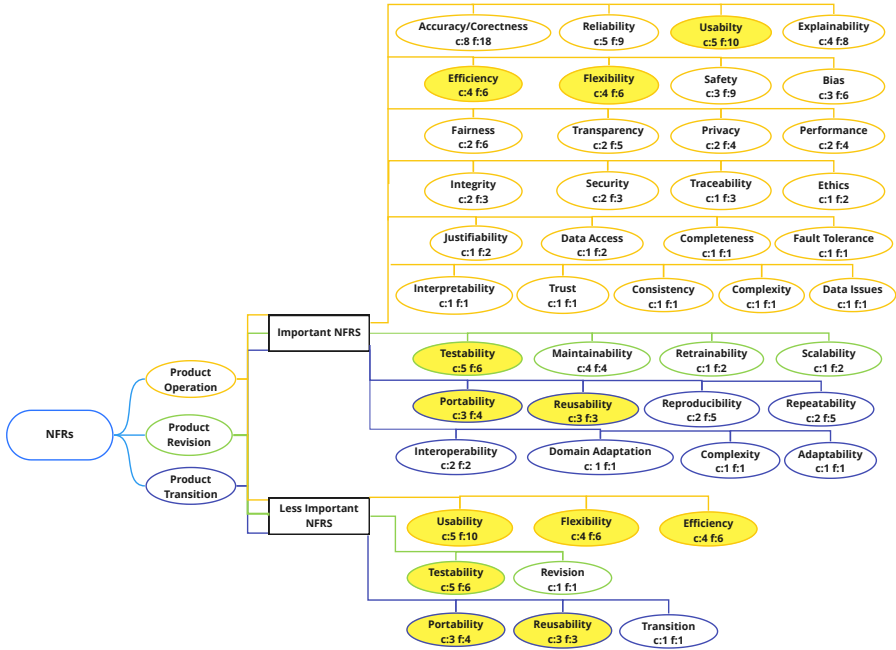 Accuracy/Corectness
c:8 f:18
Reliability
c:5 f:9
Usabilty
c:5 f:10
Explainability
c:4 f:8
Efficiency
c:4 f:6
Flexibility
c:4 f:6
Safety
c:3 f:9
Bias
c:3 f:6
Fairness
c:2 f:6
Transparency
c:2 f:5
Privacy
c:2 f:4
Performance
c:2 f:4
Integrity
c:2 f:3
Security
c:2 f:3
Traceability
c:1 f:3
Ethics
c:1 f:2
Justifiability
c:1 f:2
Data Access
c:1 f:2
Completeness
c:1 f:1
Fault Tolerance
c:1 f:1
Interpretability
c:1 f:1
Trust
c:1 f:1
Consistency
c:1 f:1
Complexity
c:1 f:1
Data Issues
c:1 f:1
Important NFRS
Testability
c:5 f:6
Maintainability
c:4 f:4
Retrainability
c:1 f:2
Scalability
c:1 f:2
Product
Operation
Portability
c:3 f:4
Reusability
c:3 f:3
Reproducibility
c:2 f:5
Repeatability
c:2 f:5
NFRs
Product
Revision
Interoperability
c:2 f:2
Domain Adaptation
c: 1 f:1
Complexity
c:1 f:1
Adaptability
c:1 f:1
Product
Transition
Less Important
NFRS
Usability
c:5 f:10
Flexibility
c:4 f:6
Efficiency
c:4 f:6
Testability
c:5 f:6
Revision
c:1 f:1
Portability
c:3 f:4
Reusability
c:3 f:3
Transition
c:1 f:1